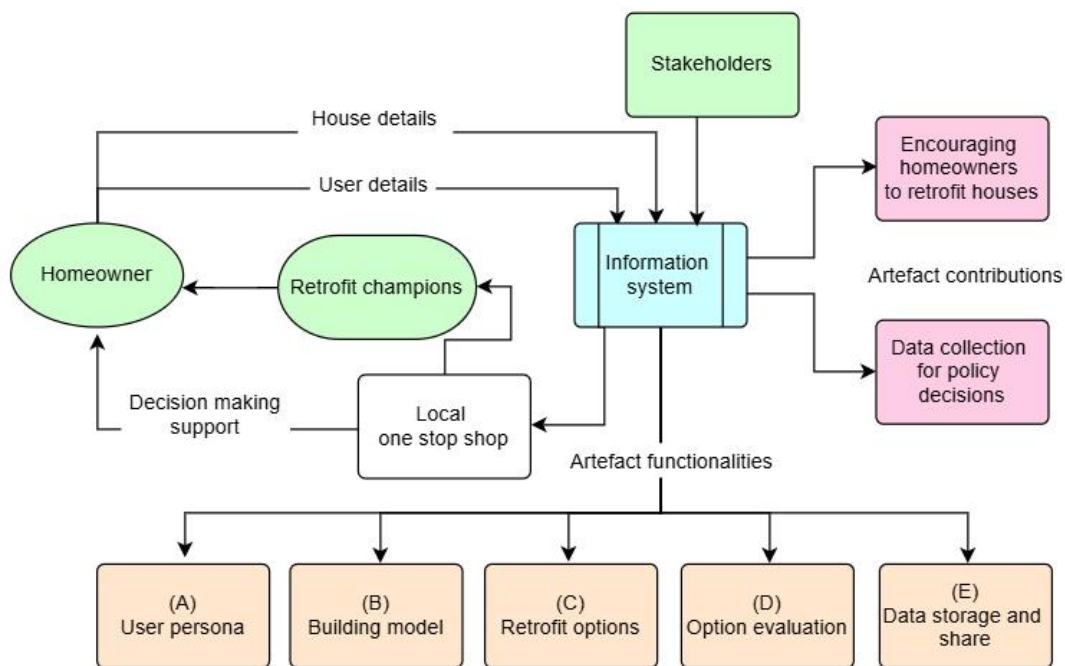 Stakeholders
House details
Encouraging
homeowners
to retrofit houses
User details
Homeowner
Retrofit champions
Information
system
Artefact contributions
Data collection
for policy
decisions
Decision making
support
Local
one stop shop
Artefact functionalities
(A)
User persona
(B)
Building model
(C)
Retrofit options
(D)
Option evaluation
(E)
Data storage and
share